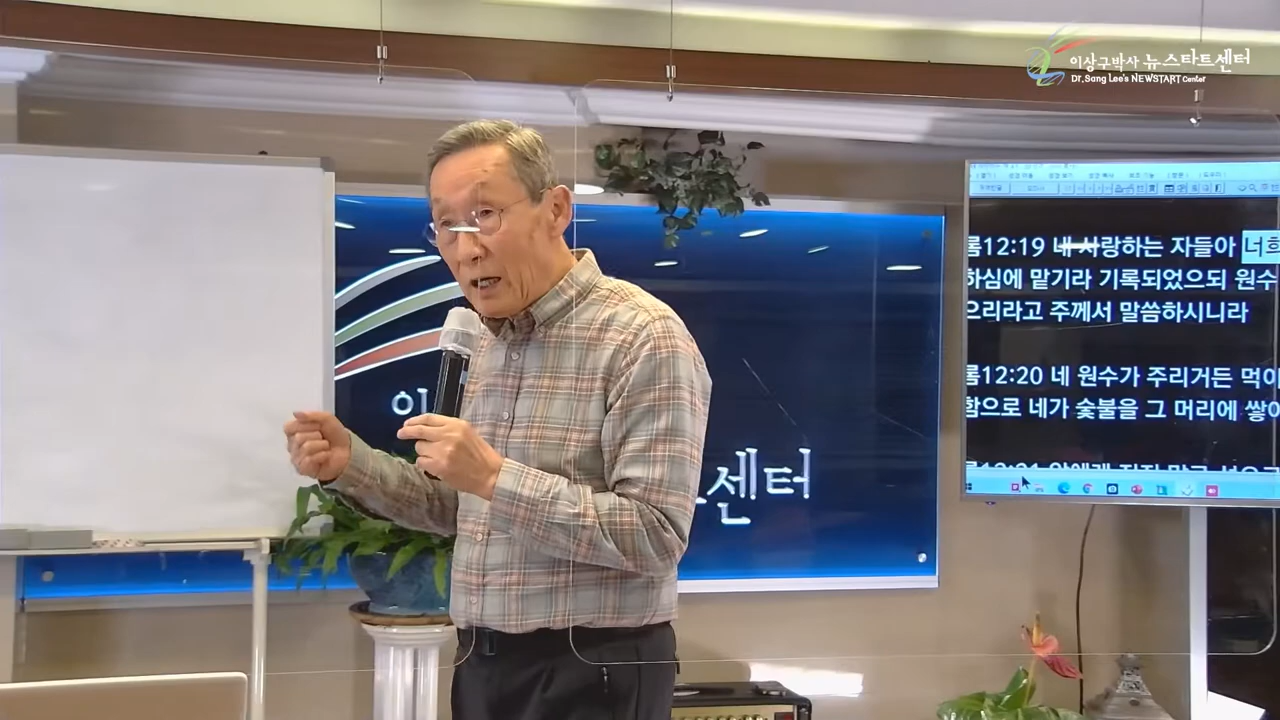 이상구박사 뉴스타트센터
Dr. Sang Lee's NEWSTART Center
롬12:19 내 사랑하는 자들아 너희
하심에 맡기라 기록되었으되 원수
으리라고 주께서 말씀하시니라
롬12:20 네 원수가 주리거든 먹이
함으로 네가 숯불을 그 머리에 쌓아
이
센터